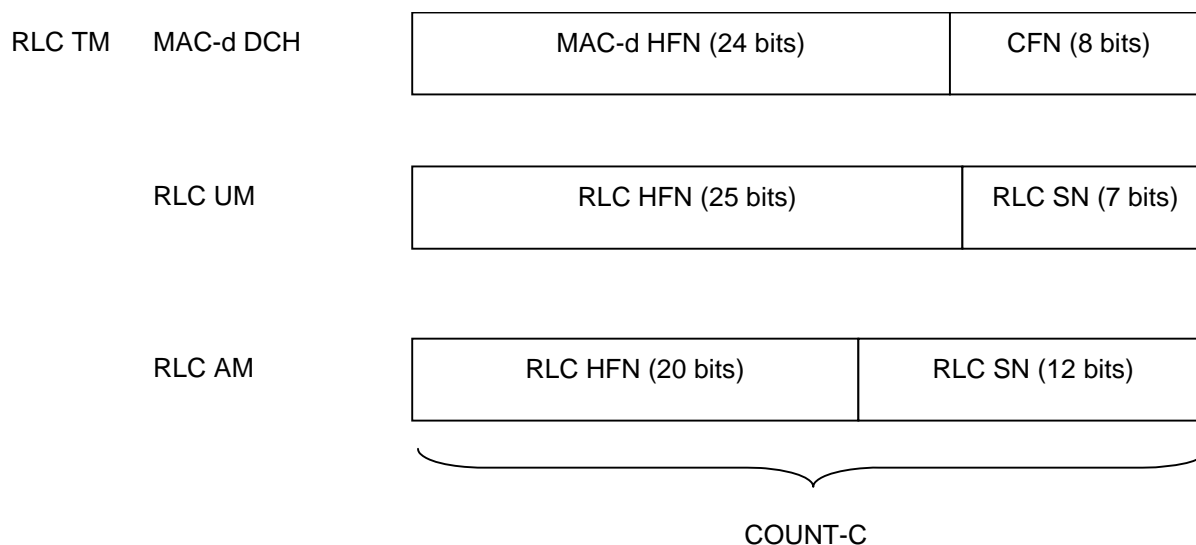 RLC TM MAC-d DCH MAC-d HFN (24 bits) CFN (8 bits)
RLC UM RLC HFN (25 bits) RLC SN (7 bits)
RLC AM RLC HFN (20 bits) RLC SN (12 bits)
COUNT-C